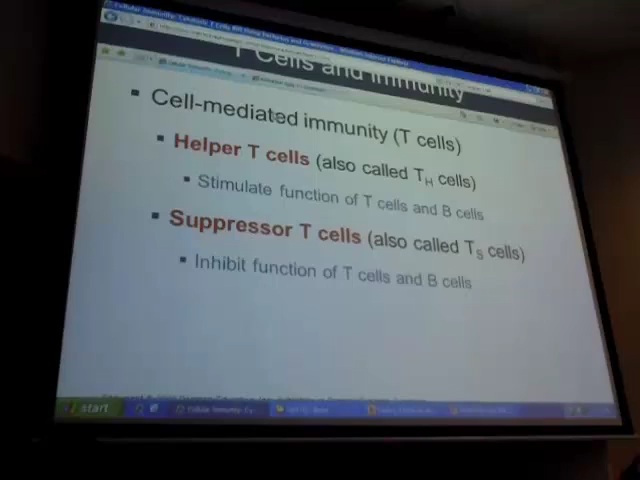 T Cells and Immunity
▪ Cell-mediated immunity (T cells)
▪ Helper T cells (also called TH cells)
▪ Stimulate function of T cells and B cells
▪ Suppressor T cells (also called TS cells)
▪ Inhibit function of T cells and B cells
start